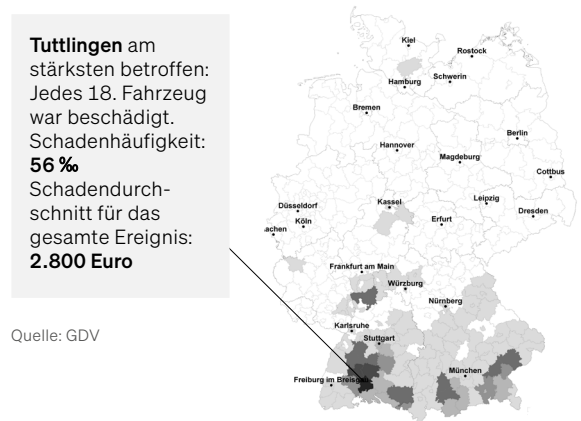 Tuttlingen am
stärksten betroffen:
Jedes 18. Fahrzeug
war beschädigt.
Schadenhäufigkeit:
56 ‰
Schadendurch-
schnitt für das
gesamte Ereignis:
2.800 Euro
Quelle: GDV
Kiel
Rostock
Hamburg
Schwerin
Bremen
Berlin
Hannover
Magdeburg
Cottbus
Düsseldorf
Kassel
Leipzig
Köln
Dresden
achen
Erfurt
Frankfurt am Main
Würzburg
Nürnberg
Karlsruhe
Stuttgart
München
Freiburg im Breisgau